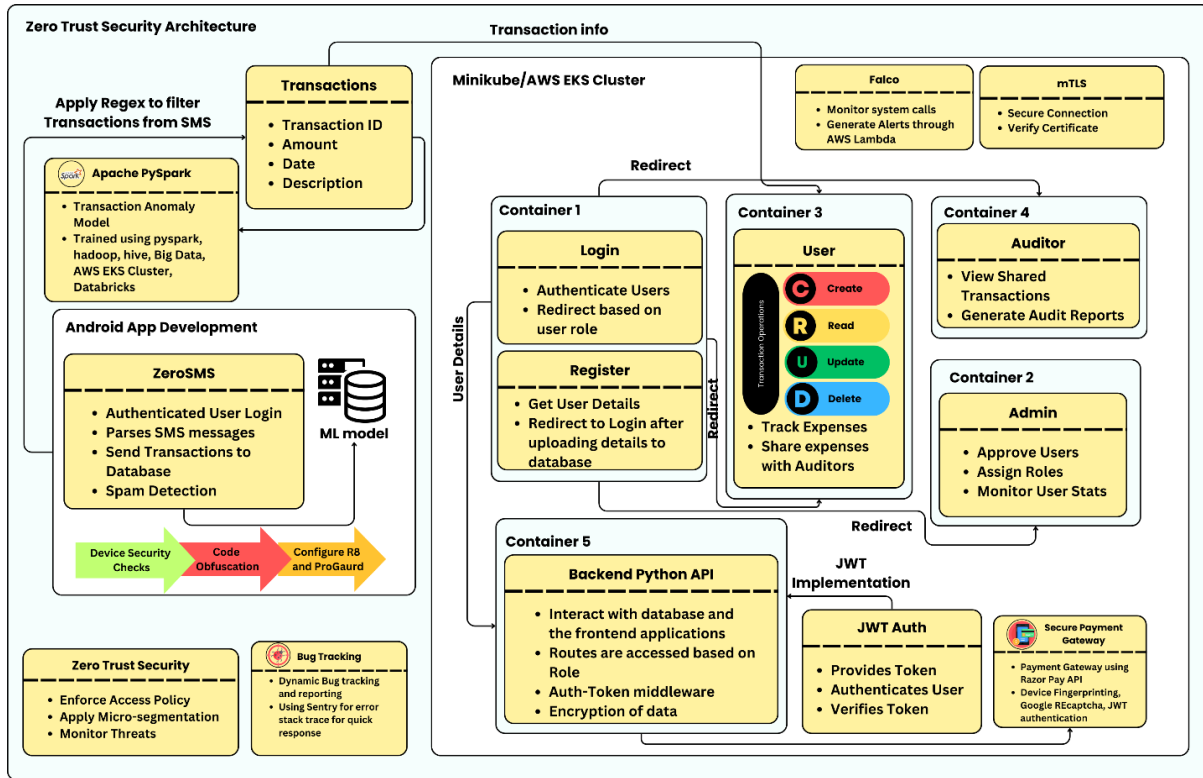 Zero Trust Security Architecture
Transaction info
Apply Regex to filter
Transactions from SMS
Transactions
Transaction ID
Amount
Date
Description
Spark
Apache PySpark
Transaction Anomaly
Model
Trained using pyspark,
hadoop, hive, Big Data,
AWS EKS Cluster,
Databricks
Android App Development
ZeroSMS
Authenticated User Login
Parses SMS messages
Send Transactions to
Database
Spam Detection
ML model
Device Security
Checks
Code
Obfuscation
Configure R8
and ProGaurd
Zero Trust Security
Enforce Access Policy
Apply Micro-segmentation
Monitor Threats
Bug Tracking
Dynamic Bug tracking
and reporting
Using Sentry for error
stack trace for quick
response
Minikube/AWS EKS Cluster
Falco
Monitor system calls
Generate Alerts through
AWS Lambda
mTLS
Secure Connection
Verify Certificate
Redirect
User Details
Container 1
Login
Authenticate Users
Redirect based on
user role
Register
Get User Details
Redirect to Login after
uploading details to
database
Redirect
Container 3
User
Transaction Operations
C Create
R Read
U Update
D Delete
Track Expenses
Share expenses
with Auditors
Container 4
Auditor
View Shared
Transactions
Generate Audit Reports
Container 2
Admin
Approve Users
Assign Roles
Monitor User Stats
Redirect
Container 5
Backend Python API
Interact with database and
the frontend applications
Routes are accessed based on
Role
Auth-Token middleware
Encryption of data
JWT
Implementation
JWT Auth
Provides Token
Authenticates User
Verifies Token
Secure Payment
Gateway
Payment Gateway using
Razor Pay API
Device Fingerprinting,
Google REcaptcha, JWT
authentication